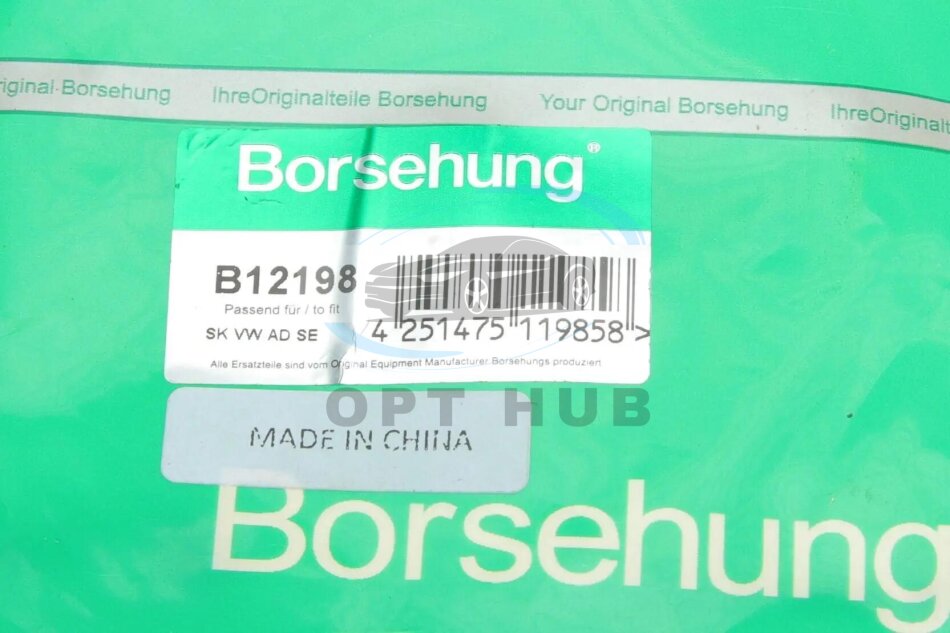 riginal Borsehung IhreOriginalteile Borsehung Your Original Borsehung IhreOriginalt
Borsehung®
B12198
Passend für / to fit
SK VW AD SE
4 251475 119858 >
Alle Ersatzteile sind vom Original Equipment Manufacturer Borsehungs produziert
OPT HUB
MADE IN CHINA
Borsehung